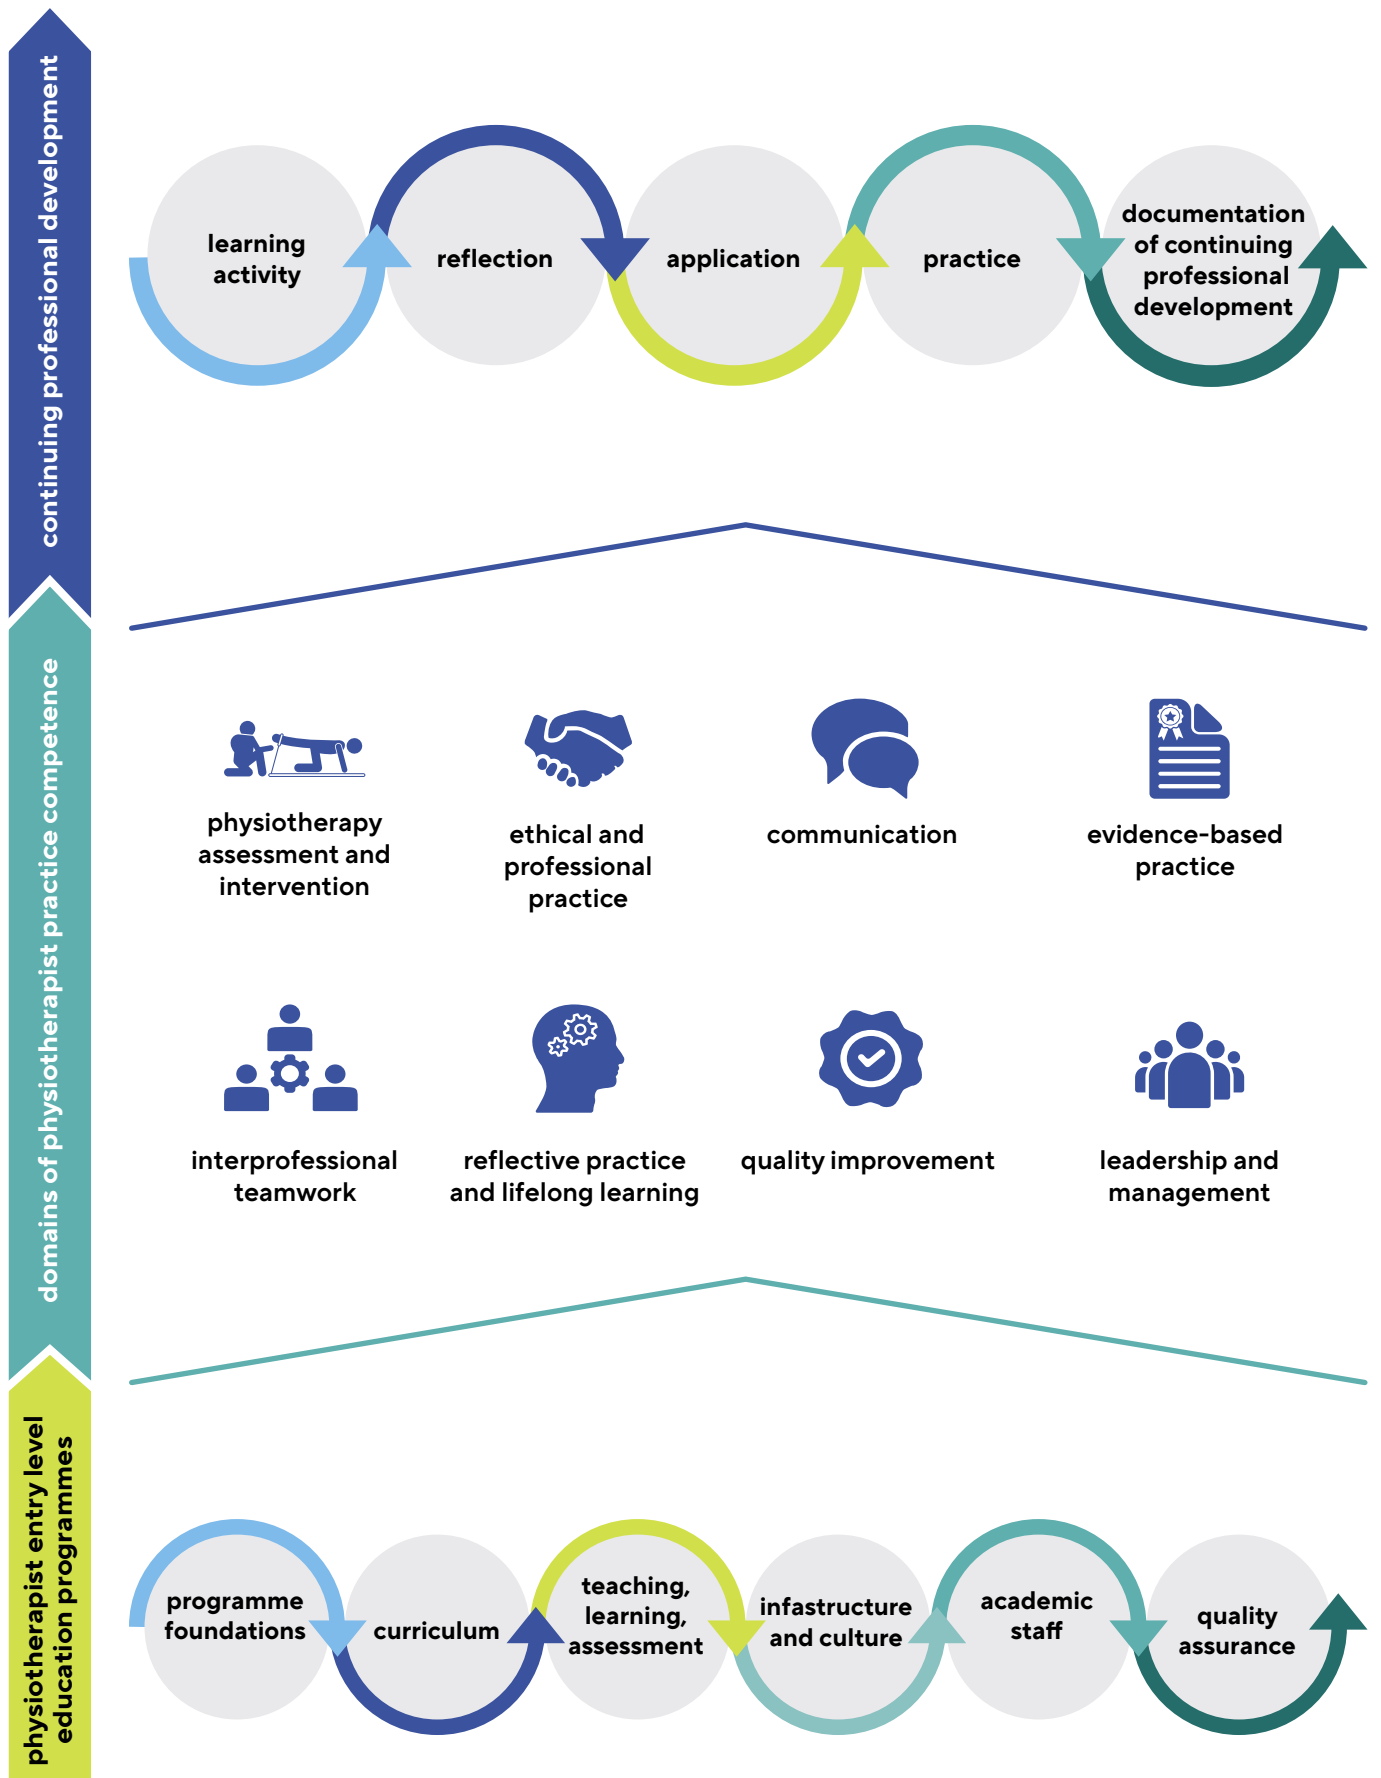 continuing professional development
learning
activity
reflection
application
practice
documentation
of continuing
professional
development
domains of physiotherapist practice competence
physiotherapy
assessment and
intervention
ethical and
professional
practice
communication
evidence-based
practice
interprofessional
teamwork
reflective practice
and lifelong learning
quality improvement
leadership and
management
physiotherapist entry level
education programmes
programme
foundations
curriculum
teaching,
learning,
assessment
infastructure
and culture
academic
staff
quality
assurance